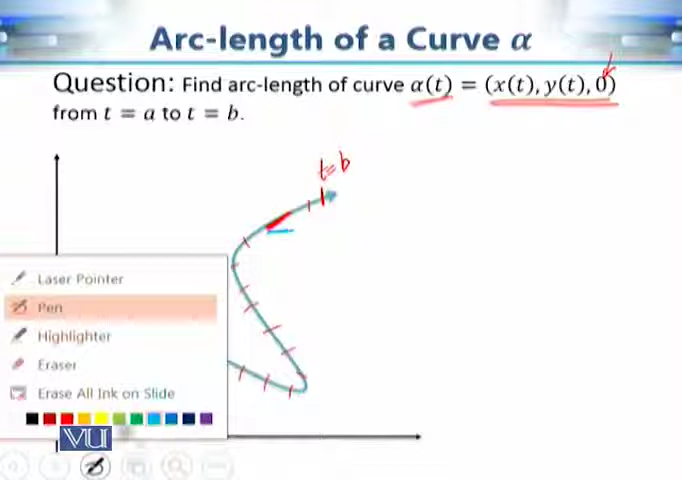 Arc-length of a Curve α
Question: Find arc-length of curve α(t) = (x(t), y(t), 0)
from t = a to t = b.
t=b
Laser Pointer
Pen
Highlighter
Eraser
Erase All Ink on Slide
VU